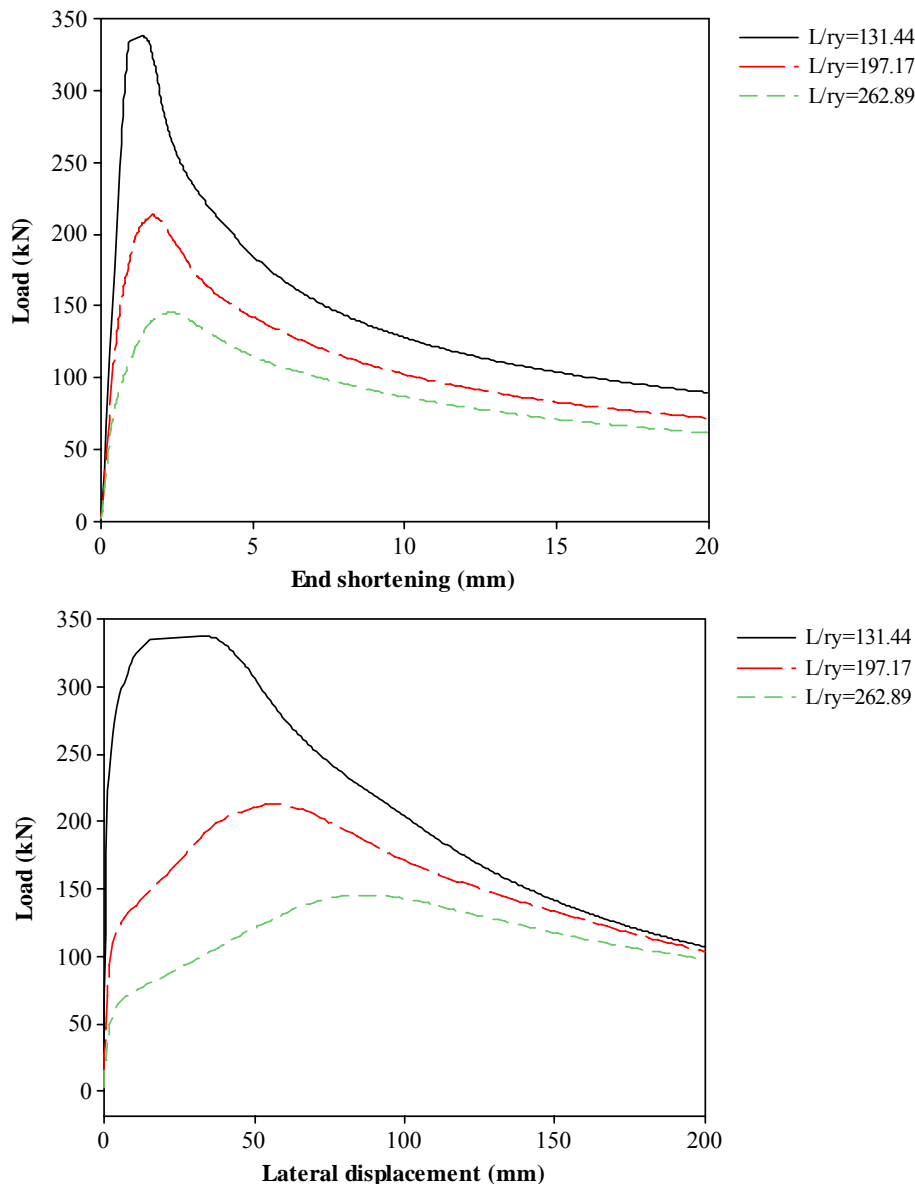 350
300
250
200
150
100
50
0
Load (kN)
0 5 10 15 20
End shortening (mm)
L/ry=131.44
L/ry=197.17
L/ry=262.89
350
300
250
200
150
100
50
0
Load (kN)
0 50 100 150 200
Lateral displacement (mm)
L/ry=131.44
L/ry=197.17
L/ry=262.89